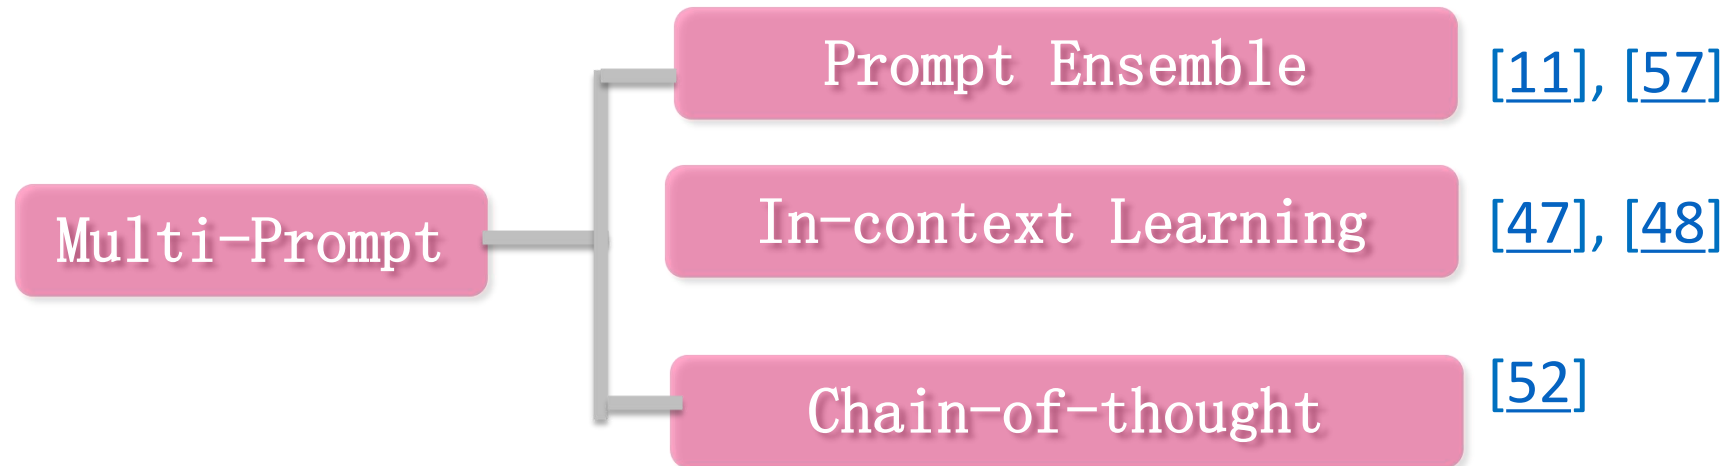 Prompt Ensemble [11], [57]
Multi-Prompt
In-context Learning [47], [48]
Chain-of-thought [52]